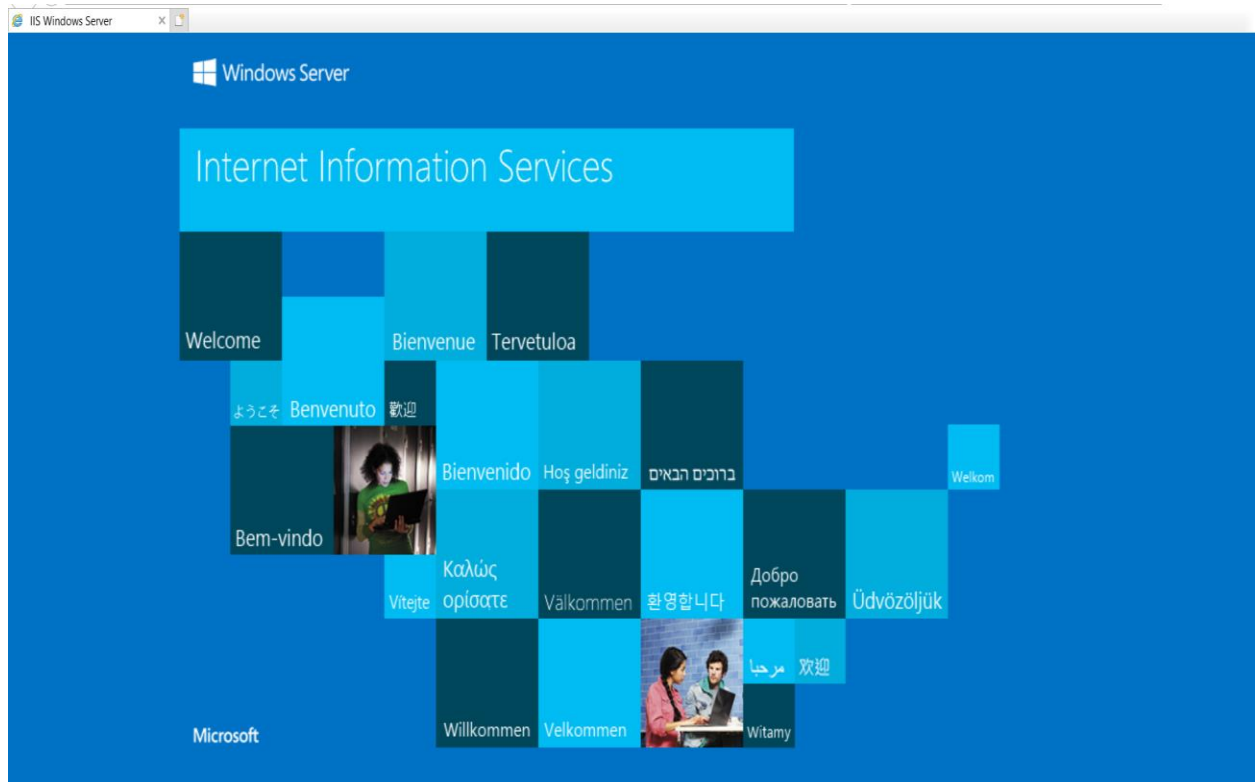 IIS Windows Server
Windows Server
Internet Information Services
Welcome
Bienvenue
Tervetuloa
ようこそ
Benvenuto
歡迎
Bienvenido
Hoş geldiniz
ברוכים הבאים
Welkom
Bem-vindo
Vítejte
Καλώς
ορίσατε
Välkommen
환영합니다
Добро
пожаловать
Üdvözöljük
مرحبا
欢迎
Willkommen
Velkommen
Witamy
Microsoft